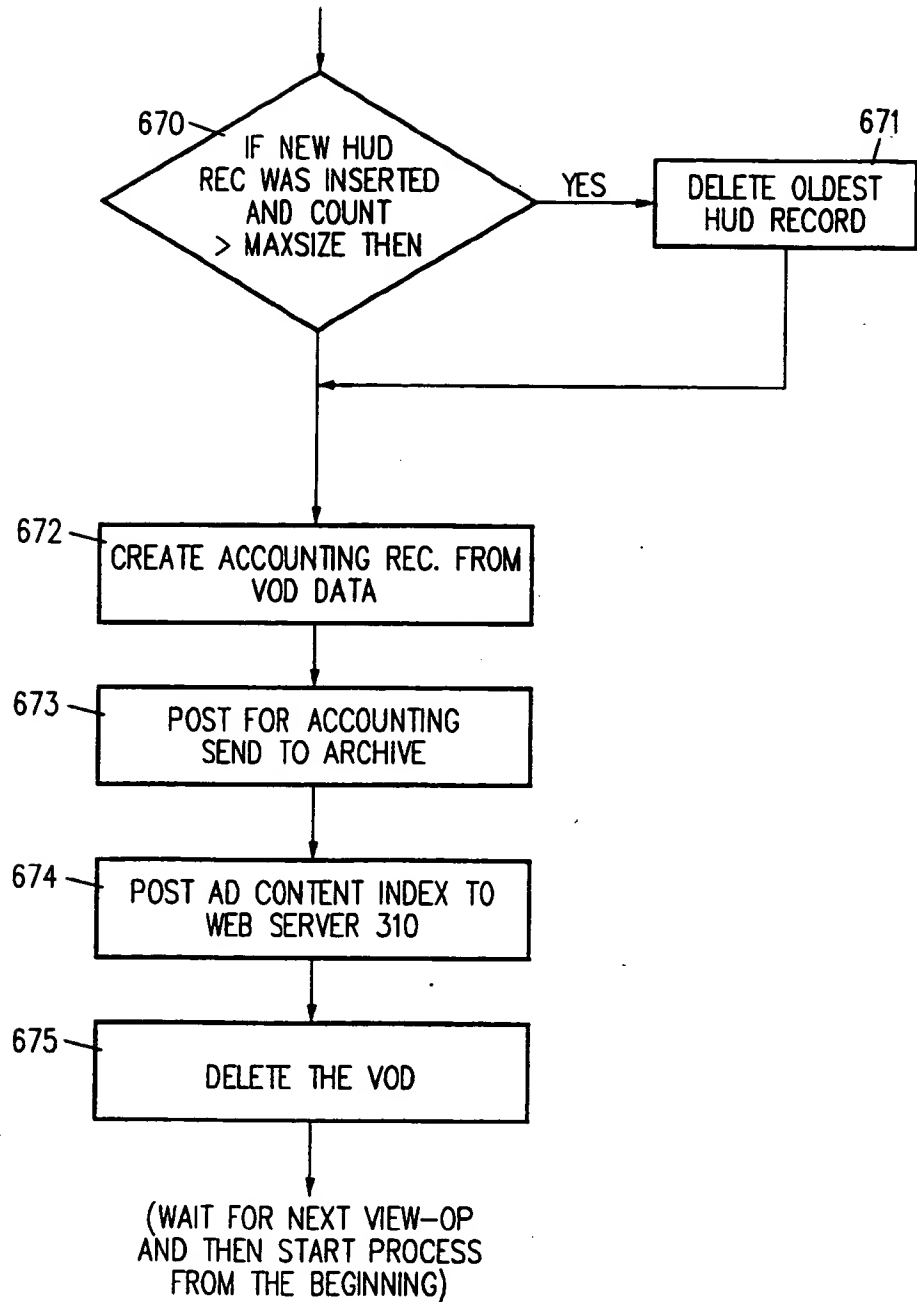 670
IF NEW HUD
REC WAS INSERTED
AND COUNT
> MAXSIZE THEN
YES
671
DELETE OLDEST
HUD RECORD
672
CREATE ACCOUNTING REC. FROM
VOD DATA
673
POST FOR ACCOUNTING
SEND TO ARCHIVE
674
POST AD CONTENT INDEX TO
WEB SERVER 310
675
DELETE THE VOD
(WAIT FOR NEXT VIEW-OP
AND THEN START PROCESS
FROM THE BEGINNING)